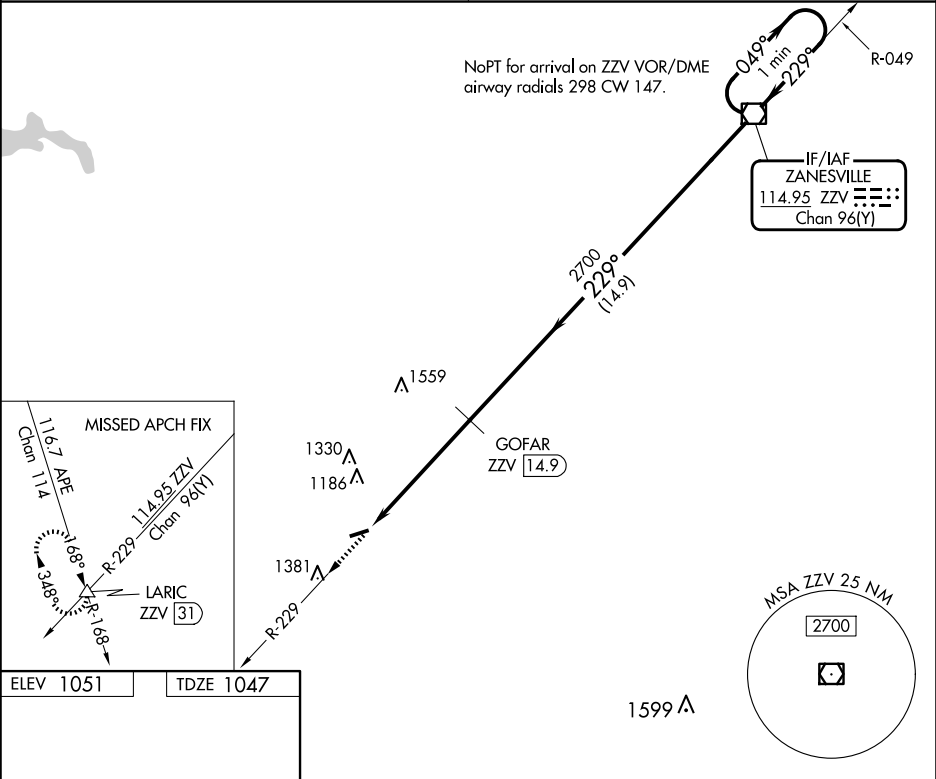 NoPT for arrival on ZZV VOR/DME
airway radials 298 CW 147.
049°
1 min
229°
R-049
IF/IAF
ZANESVILLE
114.95 ZZV
Chan 96(Y)
2700
229°
(14.9)
1559
GOFAR
ZZV 14.9
1330
1186
1381
R-229
MISSED APCH FIX
116.7 APE
Chan 114
114.95 ZZV
Chan 96(Y)
R-229
168°
348°
LARIC
ZZV 31
R-168
MSA ZZV 25 NM
2700
1599
ELEV 1051
TDZE 1047